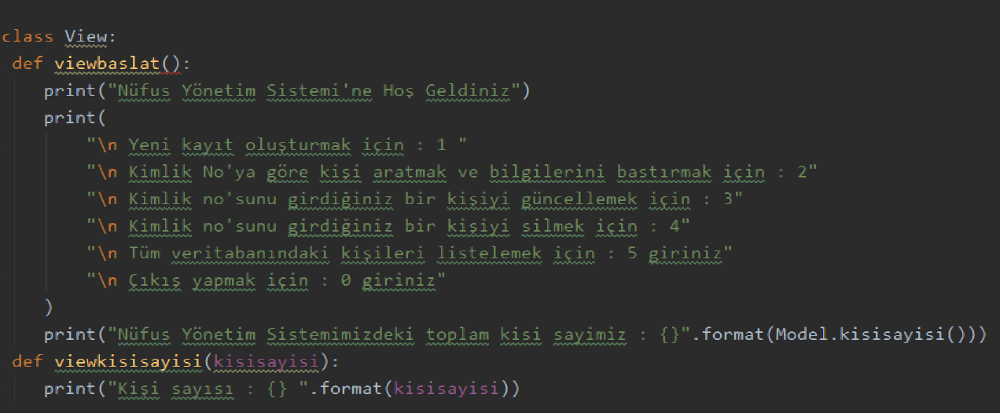 class View:
def viewbaslat():
print("Nüfus Yönetim Sistemi'ne Hoş Geldiniz")
print(
"\n Yeni kayıt oluşturmak için : 1 "
"\n Kimlik No'ya göre kişi aratmak ve bilgilerini bastırmak için : 2"
"\n Kimlik no'sunu girdiğiniz bir kişiyi güncellemek için : 3"
"\n Kimlik no'sunu girdiğiniz bir kişiyi silmek için : 4"
"\n Tüm veritabanındaki kişileri listelemek için : 5 giriniz"
"\n Çıkış yapmak için : 0 giriniz"
)
print("Nüfus Yönetim Sistemimizdeki toplam kisi sayimiz : {}".format(Model.kisisayisi()))
def viewkisisayisi(kisisayisi):
print("Kişi sayısı : {} ".format(kisisayisi))